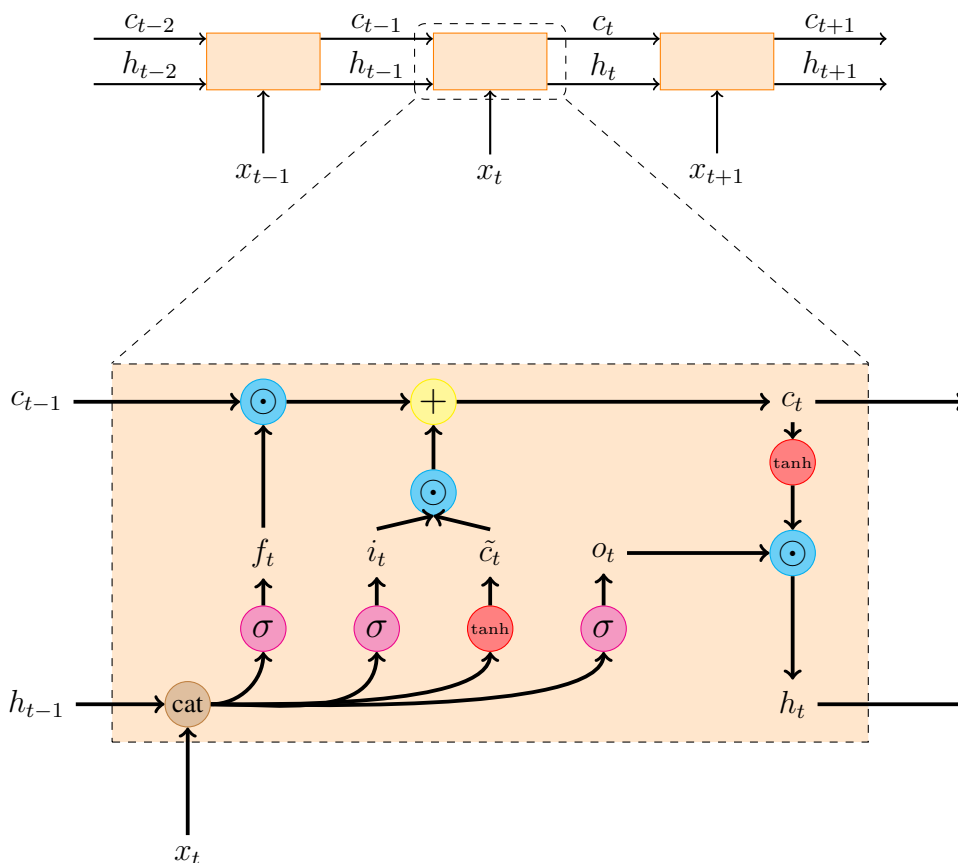 c_{t-2} c_{t-1} c_t c_{t+1}
h_{t-2} h_{t-1} h_t h_{t+1}
x_{t-1} x_t x_{t+1}
c_{t-1} ⊙ + c_t
tanh
⊙
f_t i_t c̃_t o_t ⊙
σ σ tanh σ
h_{t-1} cat h_t
x_t